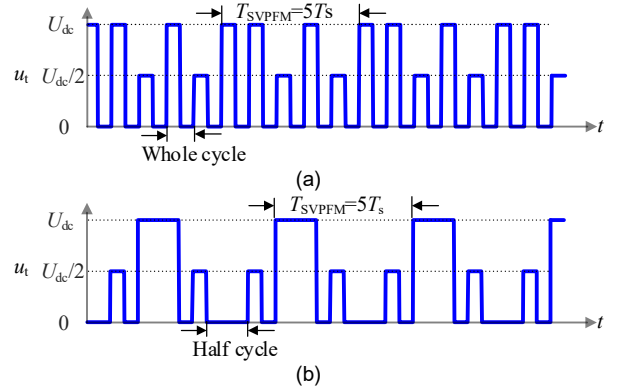 U_dc
T_SVPFM=5Ts
u_t
U_dc/2
0
t
Whole cycle
(a)
U_dc
T_SVPFM=5T_s
u_t
U_dc/2
0
t
Half cycle
(b)